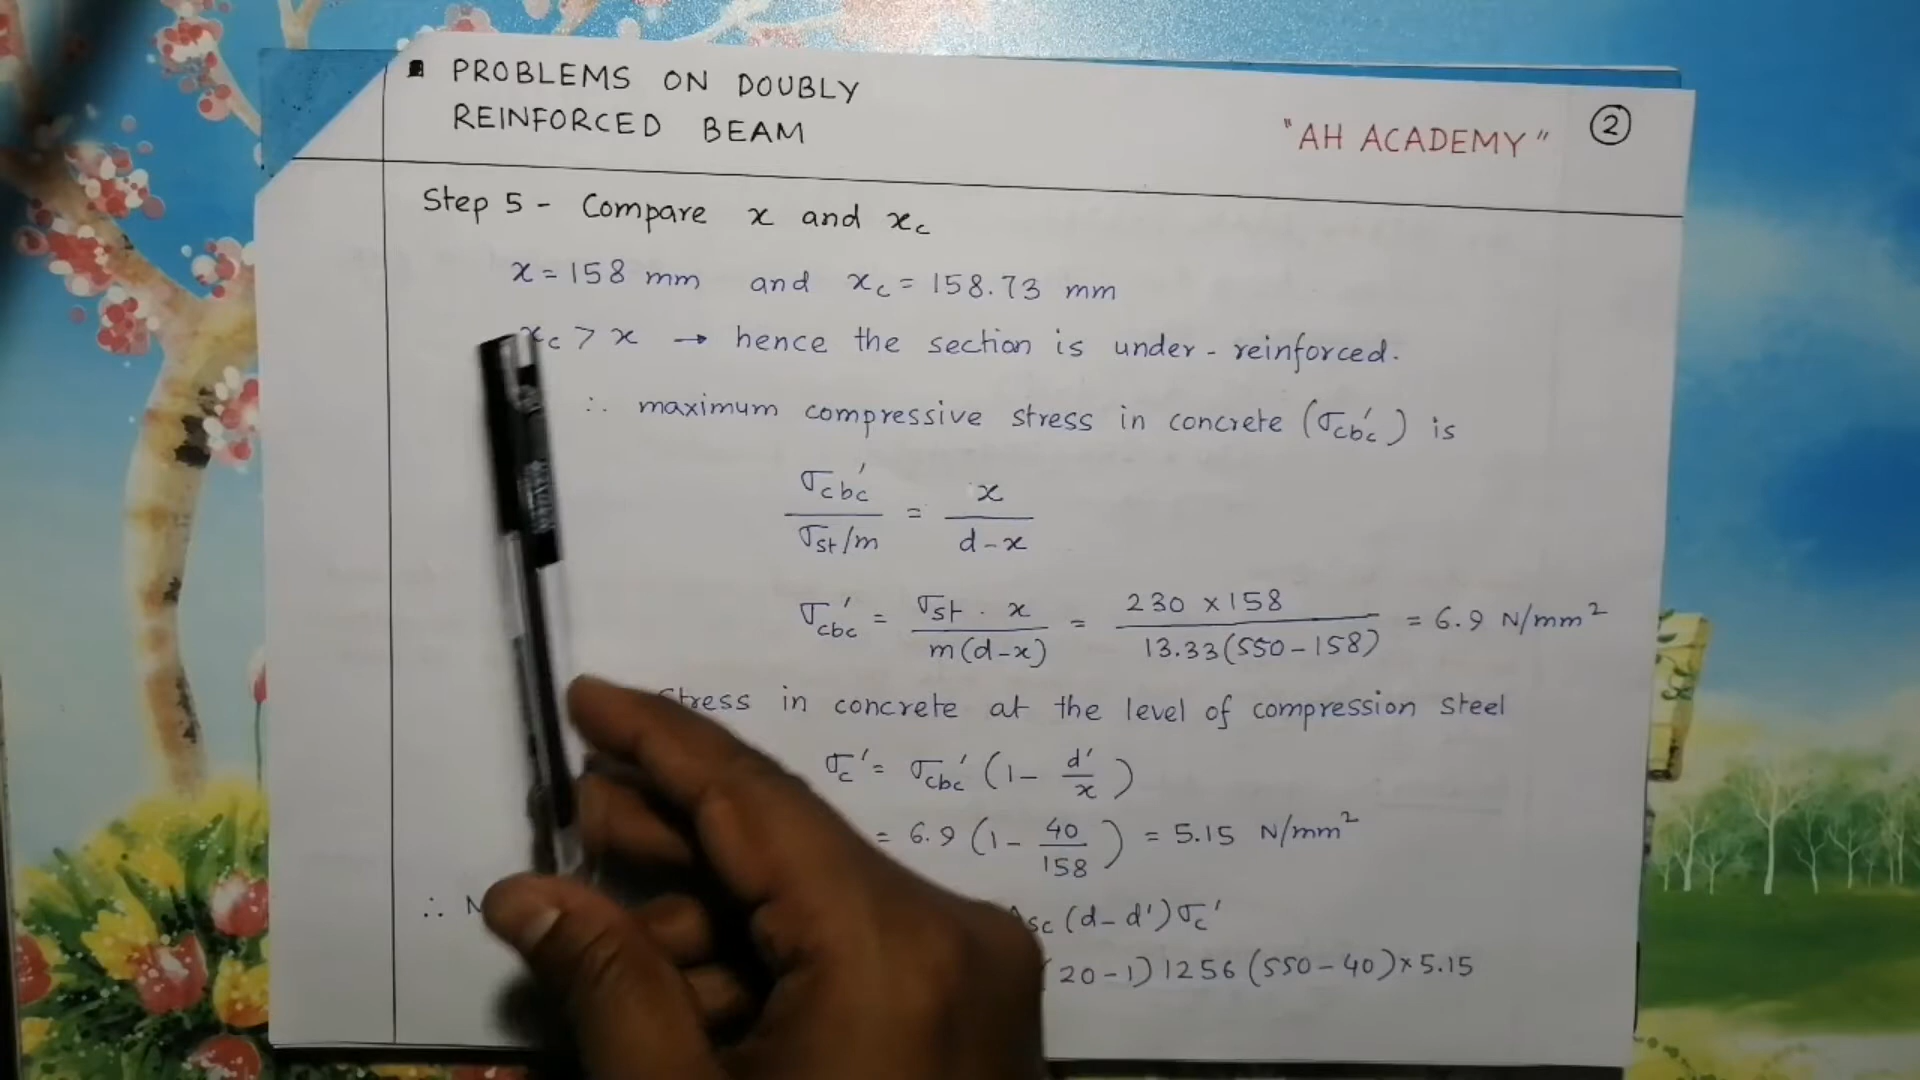 PROBLEMS ON DOUBLY
REINFORCED BEAM
"AH ACADEMY"
2
Step 5 - Compare x and xc
x = 158 mm and xc = 158.73 mm
xc > x → hence the section is under-reinforced.
∴ maximum compressive stress in concrete (σcbc') is
σcbc' / (σst/m) = x / (d-x)
σcbc' = σst . x / m(d-x) = 230 x 158 / 13.33(550-158) = 6.9 N/mm²
Stress in concrete at the level of compression steel
σc' = σcbc' (1 - d'/x)
= 6.9 (1 - 40/158) = 5.15 N/mm²
∴
sc (d-d') σc'
20-1) 1256 (550-40) x 5.15